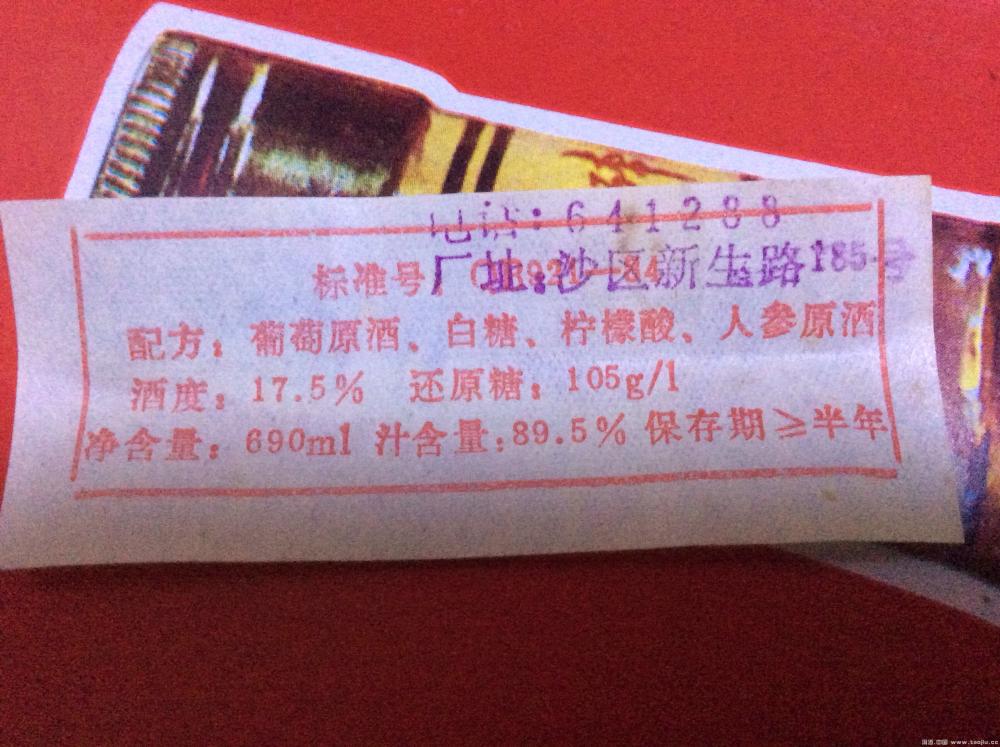 电话:641288
厂址:沙区新生路185号
标准号:
配方:葡萄原酒、白糖、柠檬酸、人参原酒
酒度:17.5% 还原糖:105g/l
净含量:690ml 汁含量:89.5% 保存期≥半年